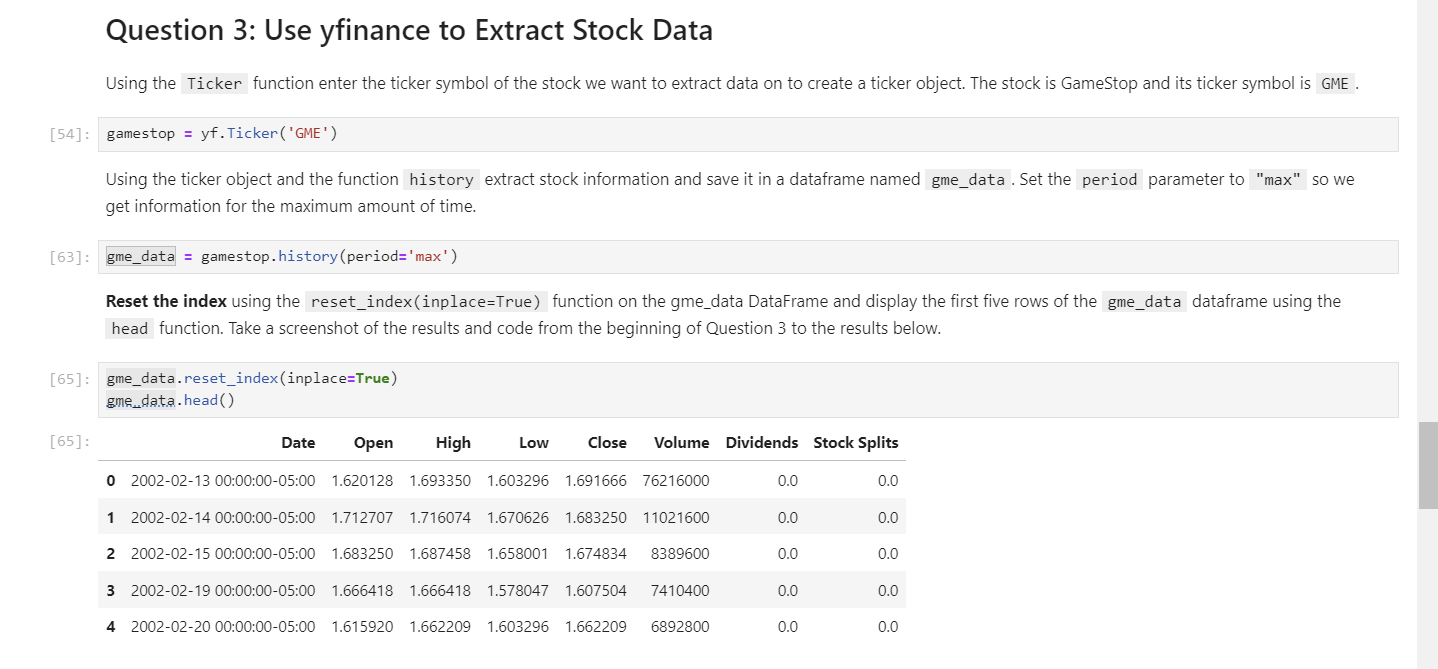 Question 3: Use yfinance to Extract Stock Data
Using the Ticker function enter the ticker symbol of the stock we want to extract data on to create a ticker object. The stock is GameStop and its ticker symbol is GME .
[54]: gamestop = yf.Ticker('GME')
Using the ticker object and the function history extract stock information and save it in a dataframe named gme_data . Set the period parameter to "max" so we
get information for the maximum amount of time.
[63]: gme_data = gamestop.history(period='max')
Reset the index using the reset_index(inplace=True) function on the gme_data DataFrame and display the first five rows of the gme_data dataframe using the
head function. Take a screenshot of the results and code from the beginning of Question 3 to the results below.
[65]: gme_data.reset_index(inplace=True)
gme_data.head()
[65]: Date Open High Low Close Volume Dividends Stock Splits
0 2002-02-13 00:00:00-05:00 1.620128 1.693350 1.603296 1.691666 76216000 0.0 0.0
1 2002-02-14 00:00:00-05:00 1.712707 1.716074 1.670626 1.683250 11021600 0.0 0.0
2 2002-02-15 00:00:00-05:00 1.683250 1.687458 1.658001 1.674834 8389600 0.0 0.0
3 2002-02-19 00:00:00-05:00 1.666418 1.666418 1.578047 1.607504 7410400 0.0 0.0
4 2002-02-20 00:00:00-05:00 1.615920 1.662209 1.603296 1.662209 6892800 0.0 0.0